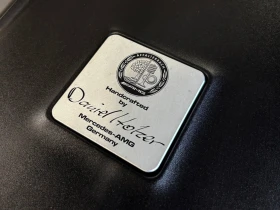 Handcrafted
by
Daniel Holzer
Mercedes-AMG
Germany